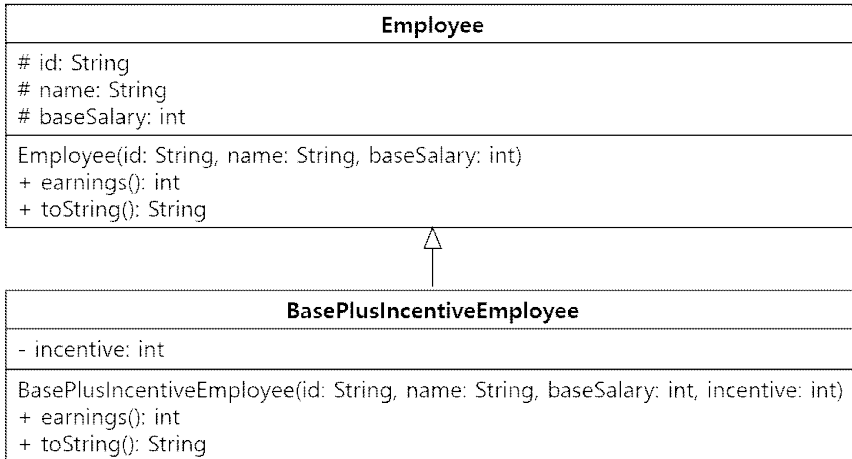 Employee
# id: String
# name: String
# baseSalary: int
Employee(id: String, name: String, baseSalary: int)
+ earnings(): int
+ toString(): String
BasePlusIncentiveEmployee
- incentive: int
BasePlusIncentiveEmployee(id: String, name: String, baseSalary: int, incentive: int)
+ earnings(): int
+ toString(): String